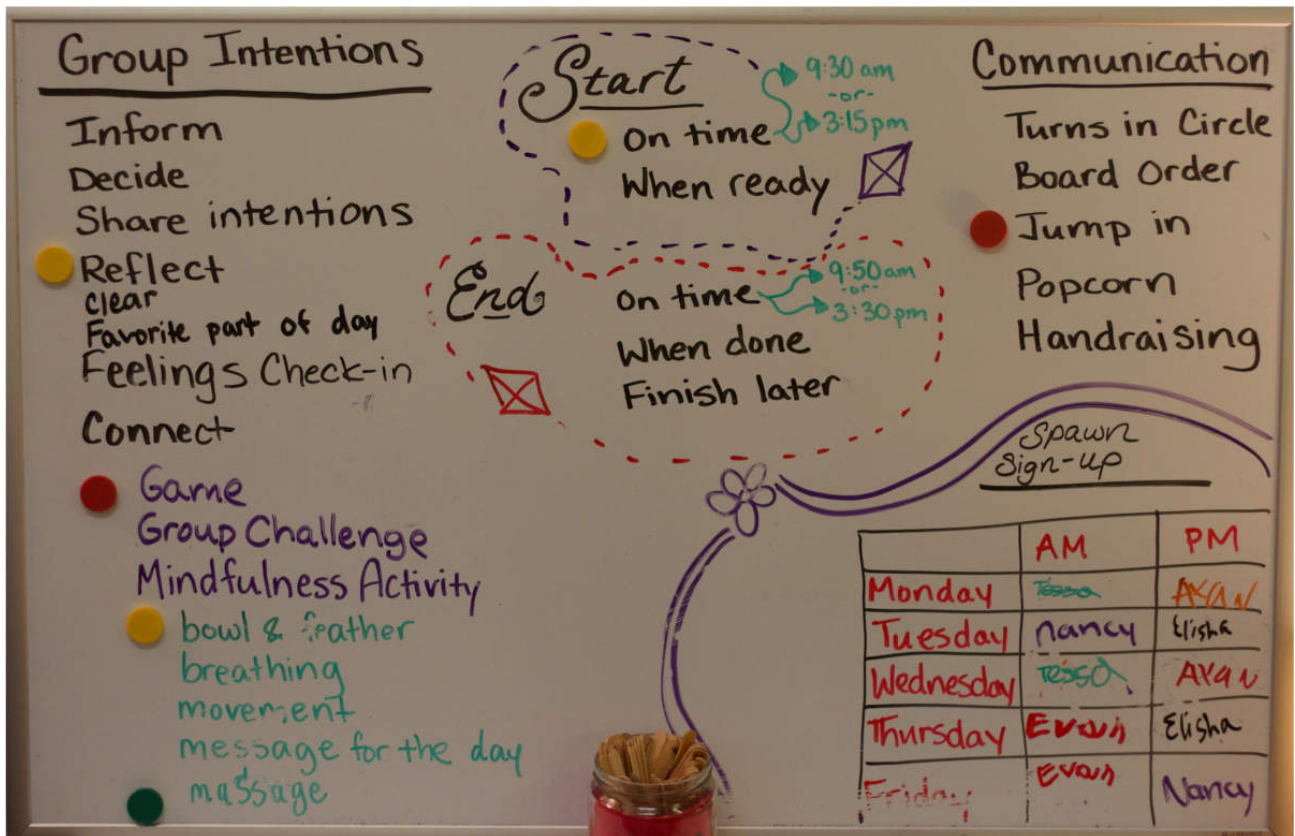 Group Intentions
Inform
Decide
Share intentions
Reflect
clear
Favorite part of day
Feelings Check-in
Connect
Game
Group Challenge
Mindfulness Activity
bowl & feather
breathing
movement
message for the day
massage
Start
9:30 am
-or-
3:15 pm
On time
When ready
End
9:50 am
-or-
3:30 pm
On time
When done
Finish later
Communication
Turns in Circle
Board Order
Jump in
Popcorn
Handraising
Spawn
Sign-up
AM PM
Monday Tessa AYAN
Tuesday nancy Elisha
Wednesday Tessa AYAN
Thursday Evan Elisha
Friday Evan Nancy